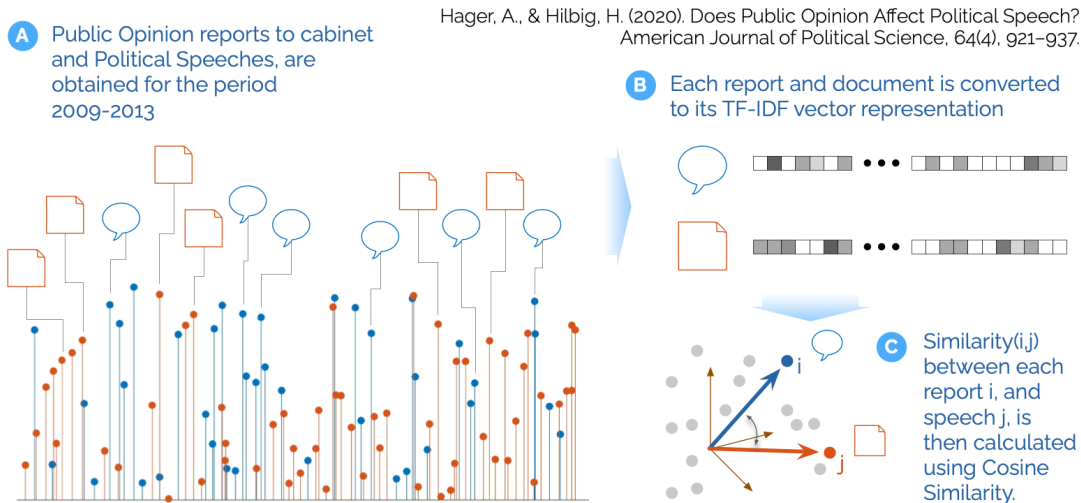 Hager, A., & Hilbig, H. (2020). Does Public Opinion Affect Political Speech?
American Journal of Political Science, 64(4), 921–937.
A
Public Opinion reports to cabinet
and Political Speeches, are
obtained for the period
2009-2013
B
Each report and document is converted
to its TF-IDF vector representation
C
Similarity(i,j)
between each
report i, and
speech j, is
then calculated
using Cosine
Similarity.
i
j